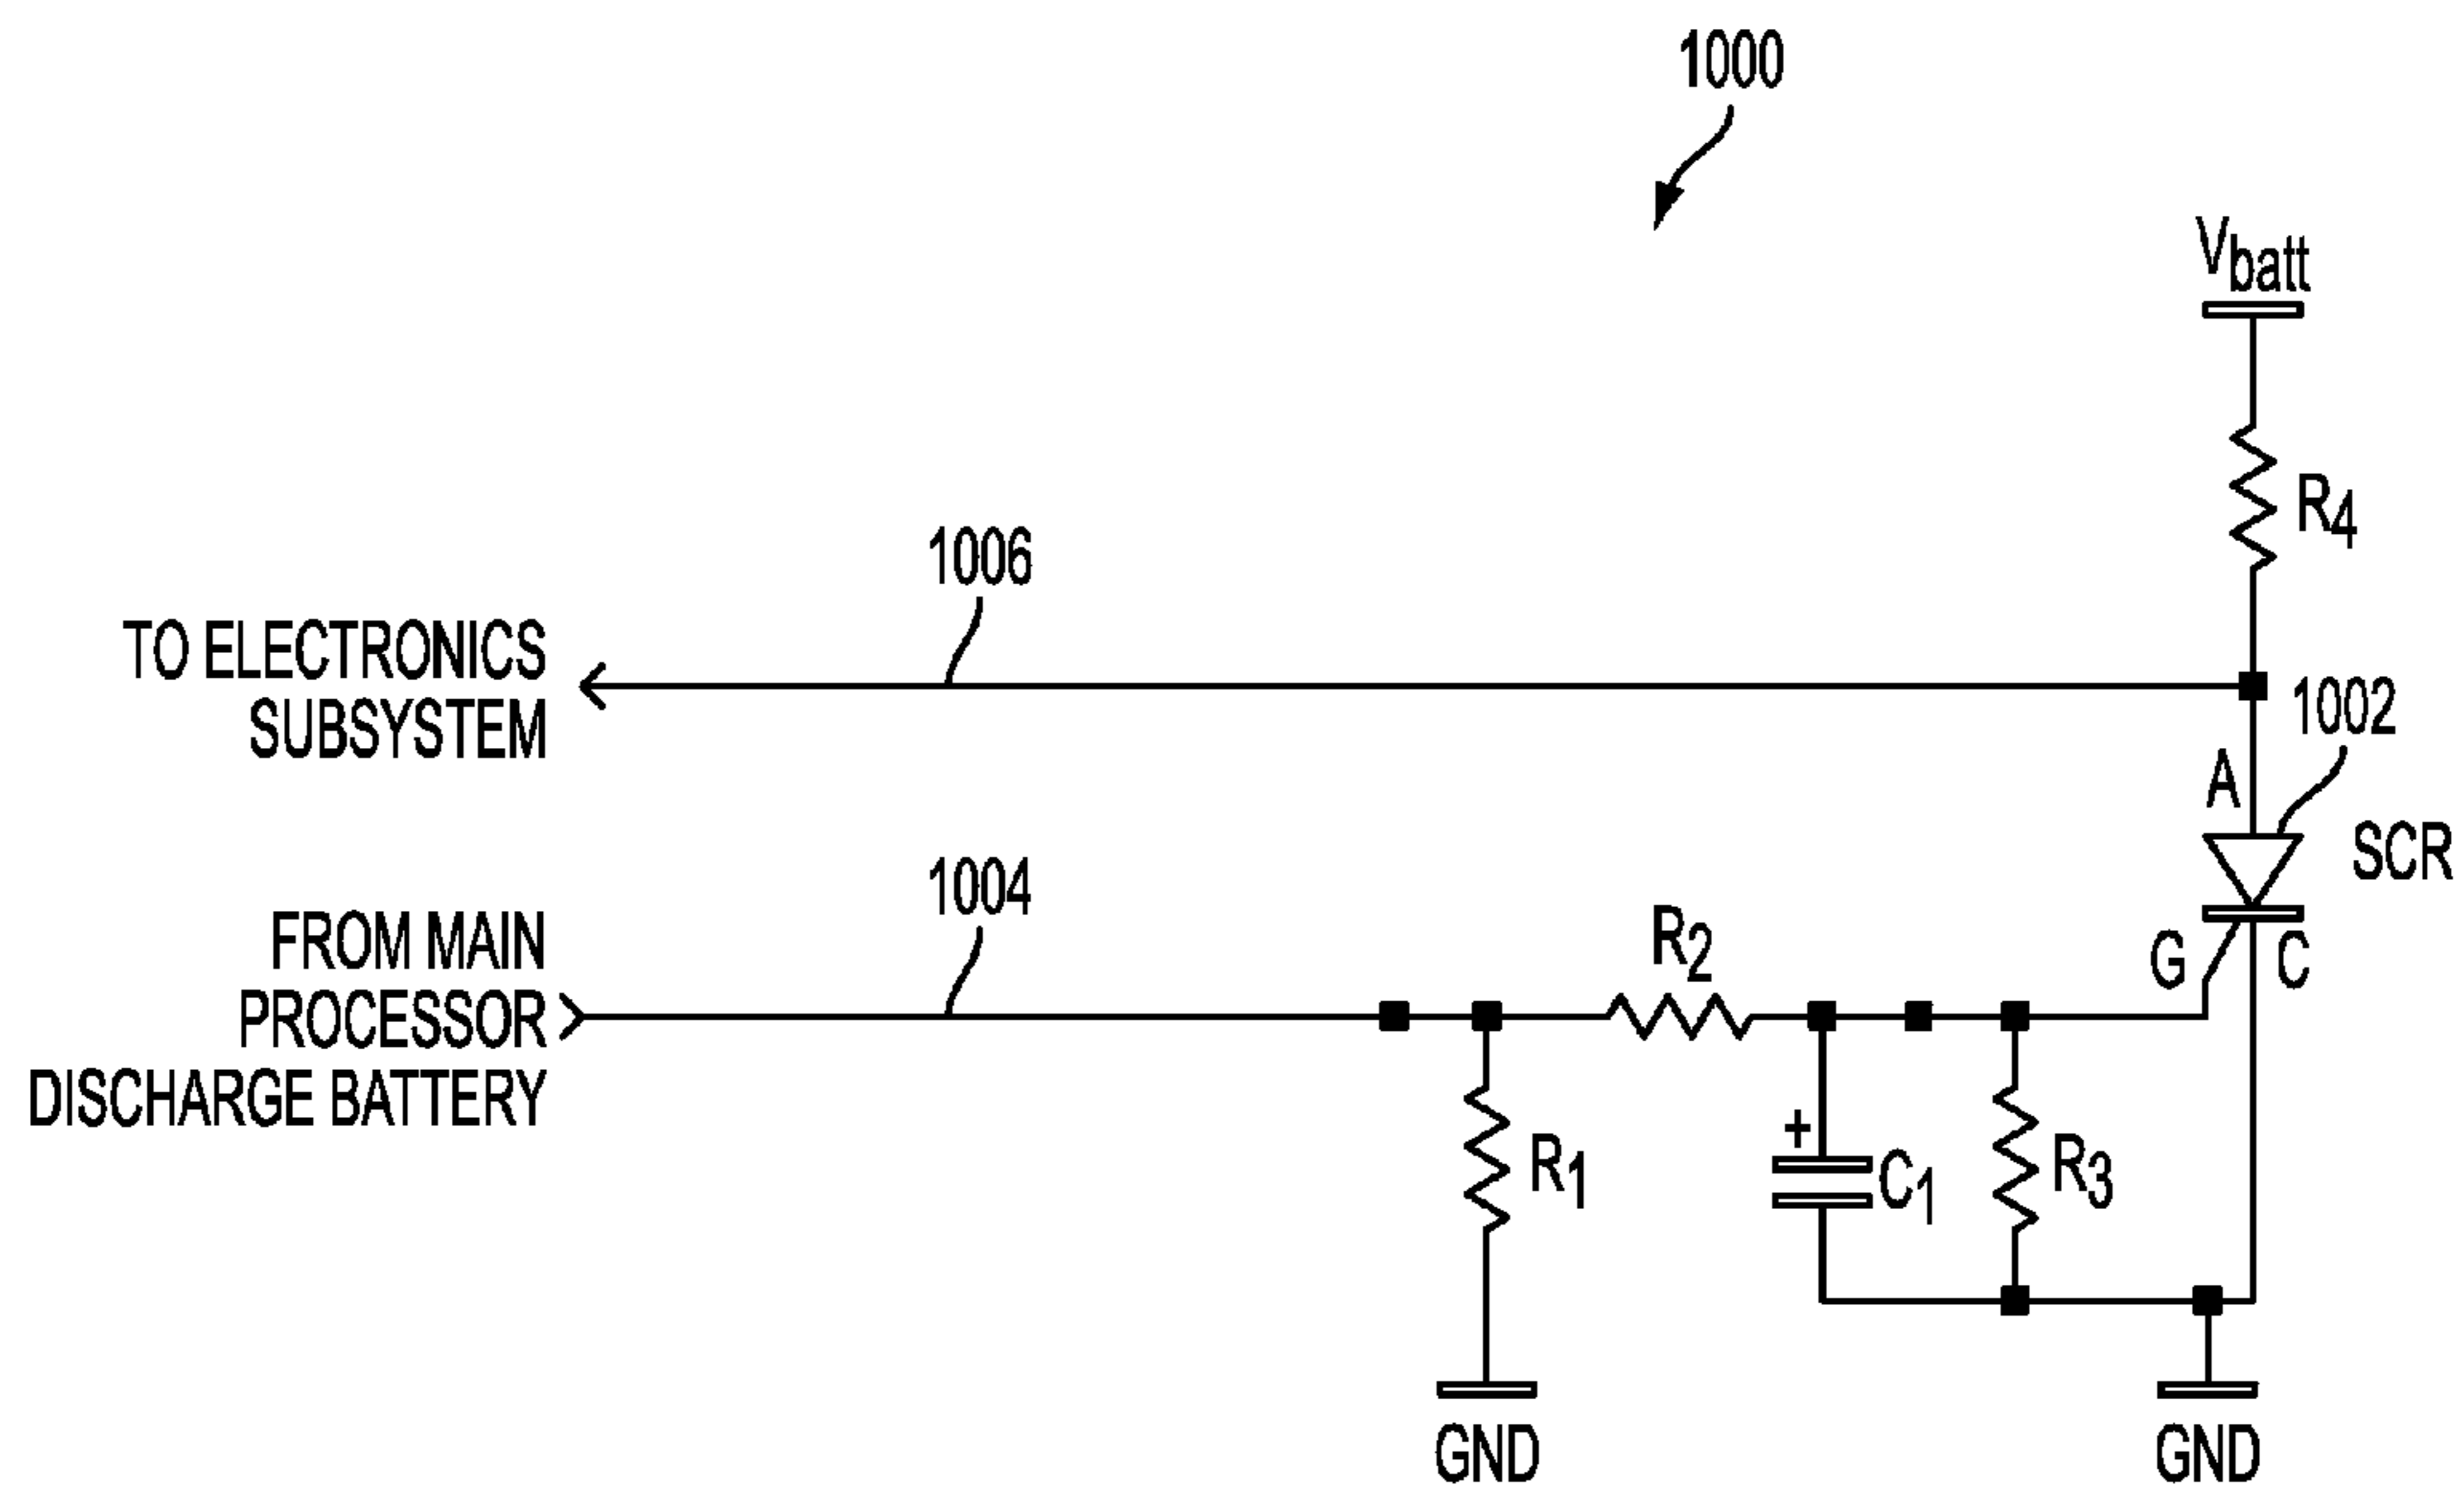 1000
Vbatt
R4
1006
TO ELECTRONICS
SUBSYSTEM
1002
A
SCR
1004
FROM MAIN
PROCESSOR
DISCHARGE BATTERY
R2
G
C
+
R1
C1
R3
GND
GND